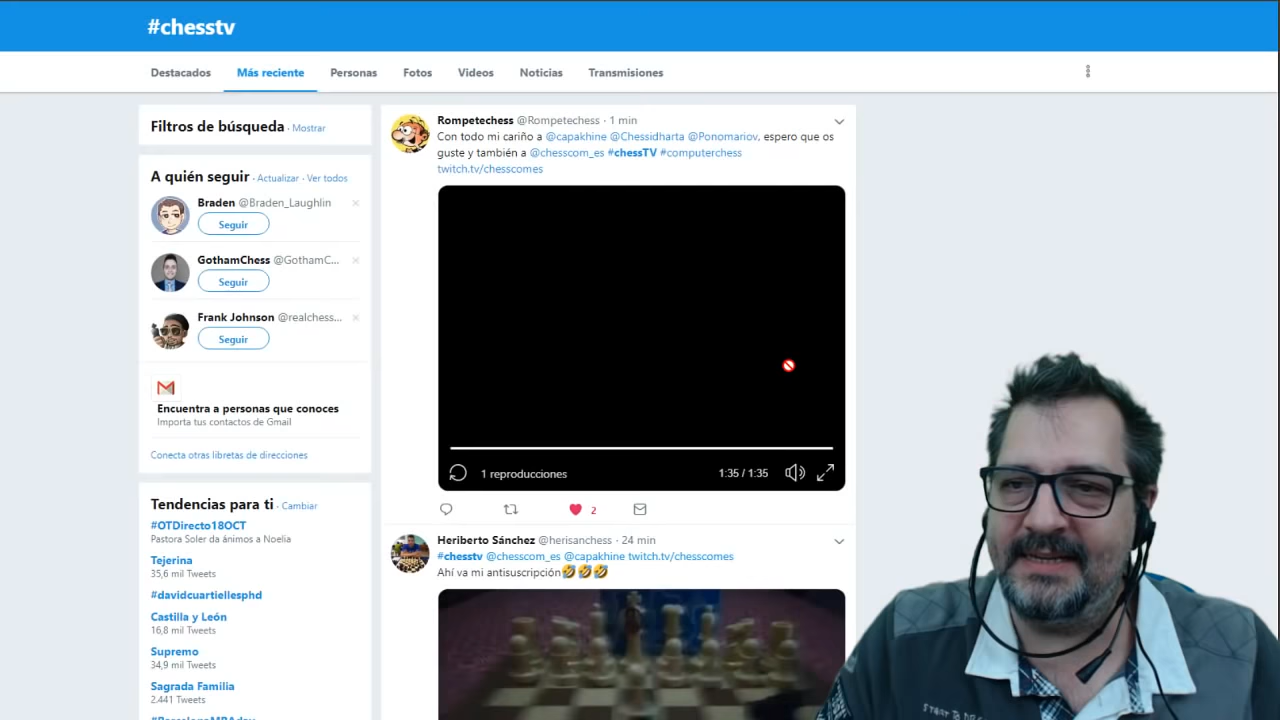 #chesstv
Destacados
Más reciente
Personas
Fotos
Videos
Noticias
Transmisiones
Filtros de búsqueda · Mostrar
A quién seguir · Actualizar · Ver todos
Braden @Braden_Laughlin
Seguir
GothamChess @GothamC...
Seguir
Frank Johnson @realchess...
Seguir
Encuentra a personas que conoces
Importa tus contactos de Gmail
Conecta otras libretas de direcciones
Tendencias para ti · Cambiar
#OTDirecto18OCT
Pastora Soler da ánimos a Noelia
Tejerina
35,6 mil Tweets
#davidcuartiellesphd
Castilla y León
16,8 mil Tweets
Supremo
34,9 mil Tweets
Sagrada Familia
2.441 Tweets
Rompetechess @Rompetechess · 1 min
Con todo mi cariño a @capakhine @Chessidharta @Ponomariov, espero que os
guste y también a @chesscom_es #chessTV #computerchess
twitch.tv/chesscomes
1 reproducciones
1:35 / 1:35
2
Heriberto Sánchez @herisanchess · 24 min
#chesstv @chesscom_es @capakhine twitch.tv/chesscomes
Ahí va mi antisuscripción🤣🤣🤣